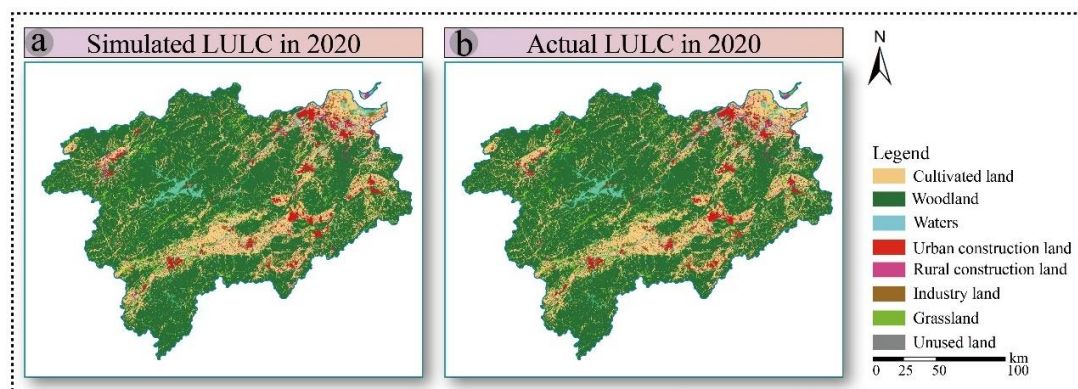 a Simulated LULC in 2020
b Actual LULC in 2020
N
Legend
Cultivated land
Woodland
Waters
Urban construction land
Rural construction land
Industry land
Grassland
Unused land
km
0 25 50 100